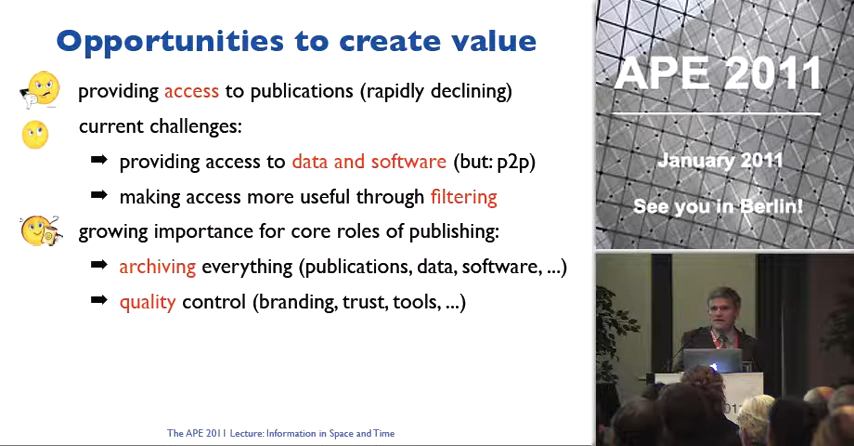 Opportunities to create value
providing access to publications (rapidly declining)
current challenges:
➡ providing access to data and software (but: p2p)
➡ making access more useful through filtering
growing importance for core roles of publishing:
➡ archiving everything (publications, data, software, ...)
➡ quality control (branding, trust, tools, ...)
The APE 2011 Lecture: Information in Space and Time
APE 2011
January 2011
See you in Berlin!